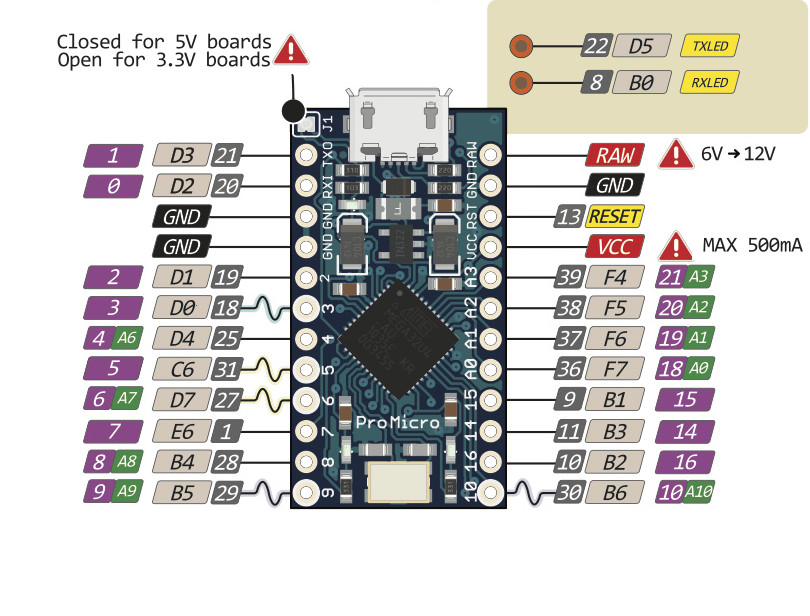 Closed for 5V boards
Open for 3.3V boards
22 D5 TXLED
8 B0 RXLED
J1
1 D3 21 TXO RAW RAW 6V → 12V
0 D2 20 RXI GND GND
GND GND RST 13 RESET
GND GND VCC VCC MAX 500mA
2 D1 19 2 A3 39 F4 21 A3
3 D0 18 3 A2 38 F5 20 A2
4 A6 D4 25 4 A1 37 F6 19 A1
5 C6 31 5 A0 36 F7 18 A0
6 A7 D7 27 6 15 9 B1 15
7 E6 1 7 14 11 B3 14
8 A8 B4 28 8 16 10 B2 16
9 A9 B5 29 9 10 30 B6 10 A10
Pro Micro